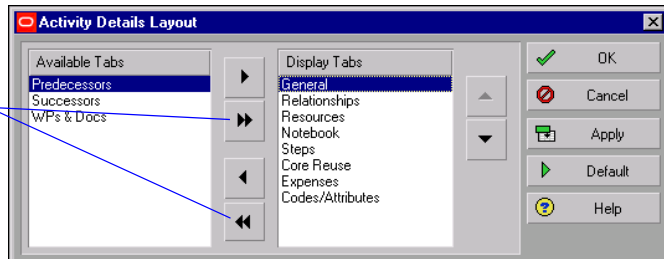 Activity Details Layout
Available Tabs
Predecessors
Successors
WPs & Docs
Display Tabs
General
Relationships
Resources
Notebook
Steps
Core Reuse
Expenses
Codes/Attributes
OK
Cancel
Apply
Default
Help